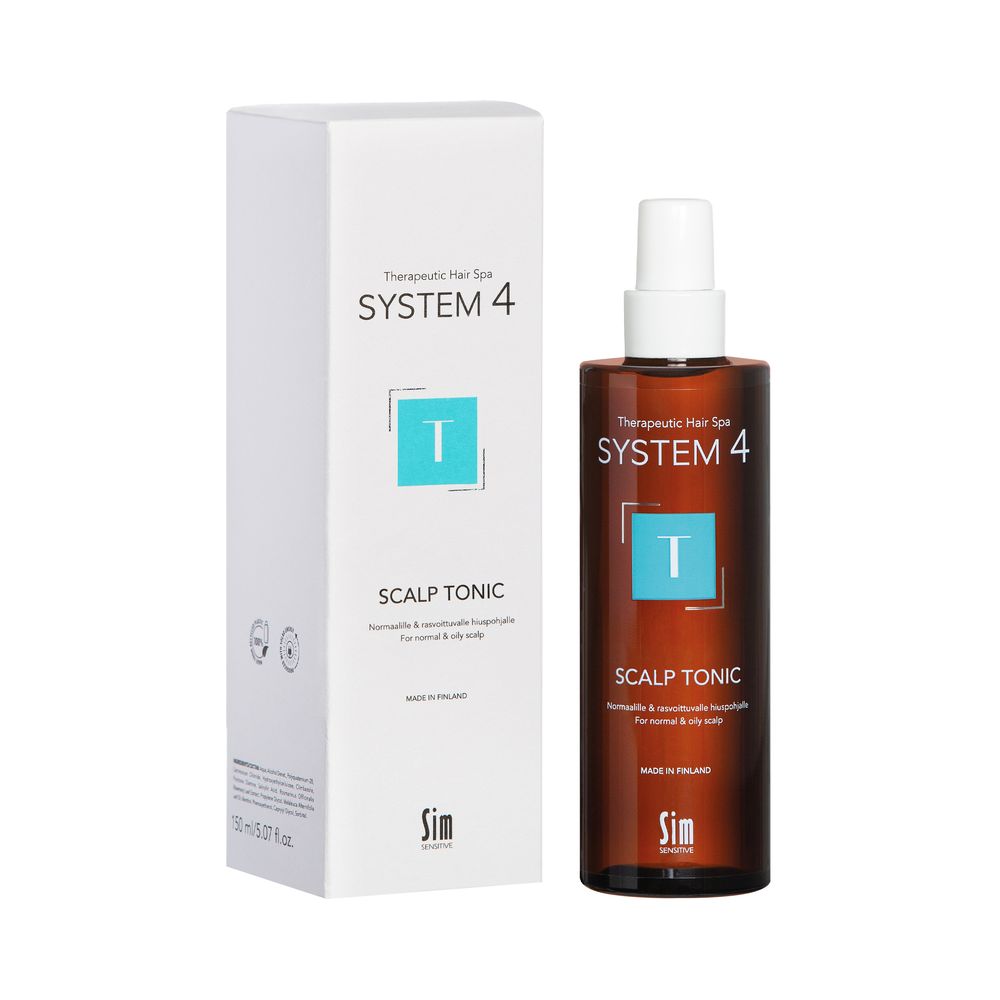 Therapeutic Hair Spa
SYSTEM 4
T
SCALP TONIC
Normaalille & rasvoittuvalle hiuspohjalle
For normal & oily scalp
MADE IN FINLAND
Sim
SENSITIVE
100%
150 ml/5.07 fl.oz.
Therapeutic Hair Spa
SYSTEM 4
T
SCALP TONIC
Normaalille & rasvoittuvalle hiuspohjalle
For normal & oily scalp
MADE IN FINLAND
Sim
SENSITIVE